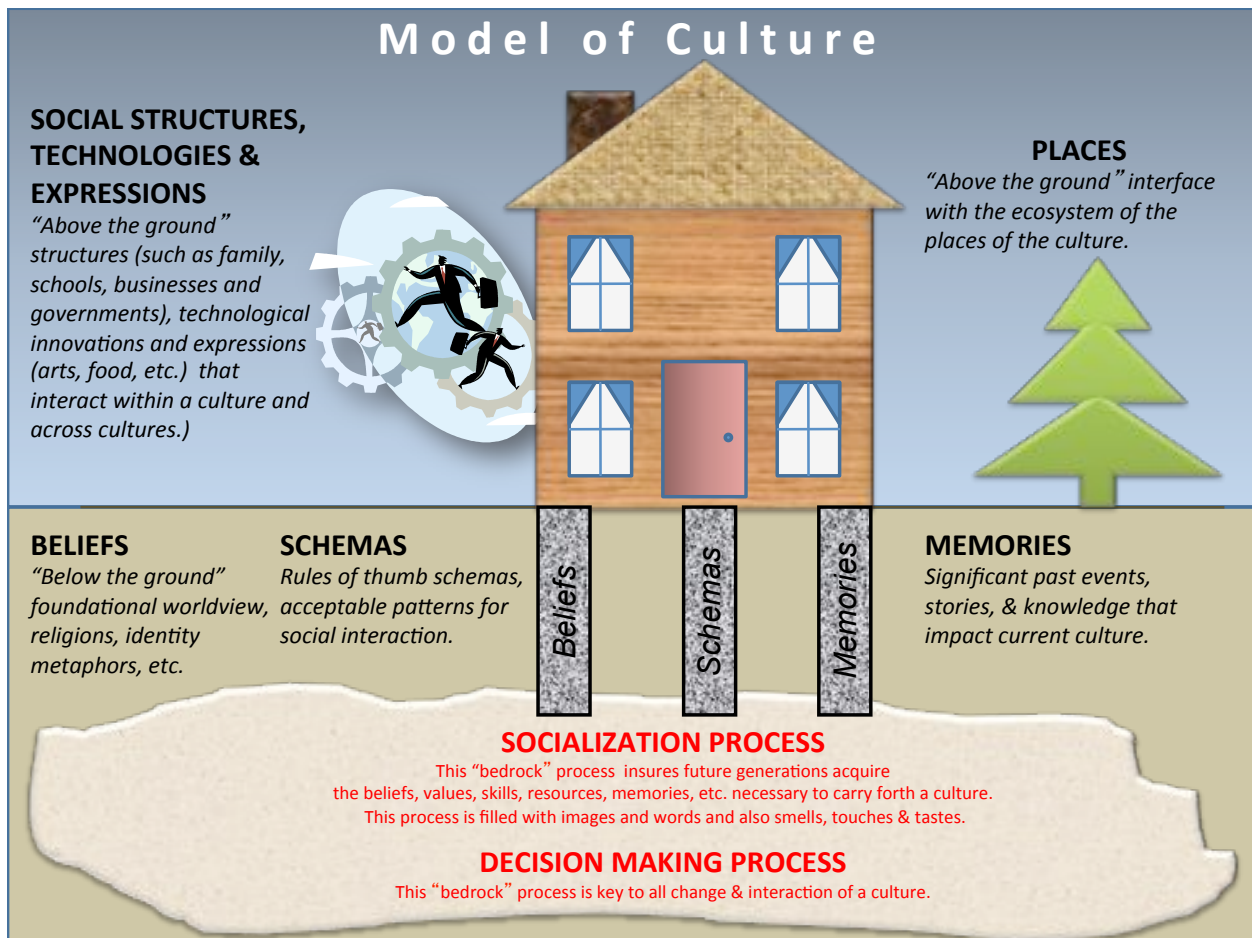 Model of Culture
SOCIAL STRUCTURES,
TECHNOLOGIES &
EXPRESSIONS
“Above the ground”
structures (such as family,
schools, businesses and
governments), technological
innovations and expressions
(arts, food, etc.) that
interact within a culture and
across cultures.)
PLACES
“Above the ground” interface
with the ecosystem of the
places of the culture.
BELIEFS
“Below the ground”
foundational worldview,
religions, identity
metaphors, etc.
SCHEMAS
Rules of thumb schemas,
acceptable patterns for
social interaction.
Beliefs
Schemas
Memories
MEMORIES
Significant past events,
stories, & knowledge that
impact current culture.
SOCIALIZATION PROCESS
This “bedrock” process insures future generations acquire
the beliefs, values, skills, resources, memories, etc. necessary to carry forth a culture.
This process is filled with images and words and also smells, touches & tastes.
DECISION MAKING PROCESS
This “bedrock” process is key to all change & interaction of a culture.